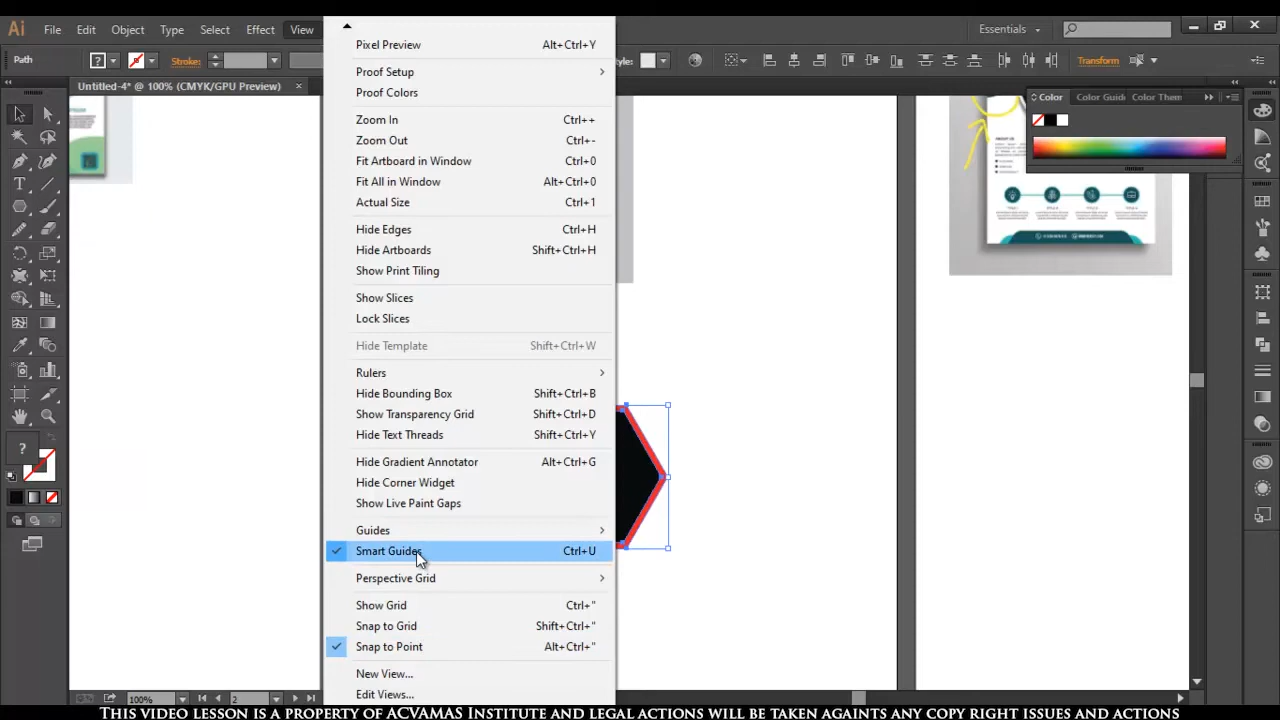 Ai File Edit Object Type Select Effect View Essentials
Path ? Stroke: yle: Transform
Untitled-4* @ 100% (CMYK/GPU Preview) ×
Color Color Guid Color Them
Pixel Preview Alt+Ctrl+Y
Proof Setup
Proof Colors
Zoom In Ctrl++
Zoom Out Ctrl+-
Fit Artboard in Window Ctrl+0
Fit All in Window Alt+Ctrl+0
Actual Size Ctrl+1
Hide Edges Ctrl+H
Hide Artboards Shift+Ctrl+H
Show Print Tiling
Show Slices
Lock Slices
Hide Template Shift+Ctrl+W
Rulers
Hide Bounding Box Shift+Ctrl+B
Show Transparency Grid Shift+Ctrl+D
Hide Text Threads Shift+Ctrl+Y
Hide Gradient Annotator Alt+Ctrl+G
Hide Corner Widget
Show Live Paint Gaps
Guides
Smart Guides Ctrl+U
Perspective Grid
Show Grid Ctrl+"
Snap to Grid Shift+Ctrl+"
Snap to Point Alt+Ctrl+"
New View...
Edit Views...
?
ABOUT US
100% 2
THIS VIDEO LESSON IS A PROPERTY OF ACVAMAS INSTITUTE AND LEGAL ACTIONS WILL BE TAKEN AGAINTS ANY COPY RIGHT ISSUES AND ACTIONS